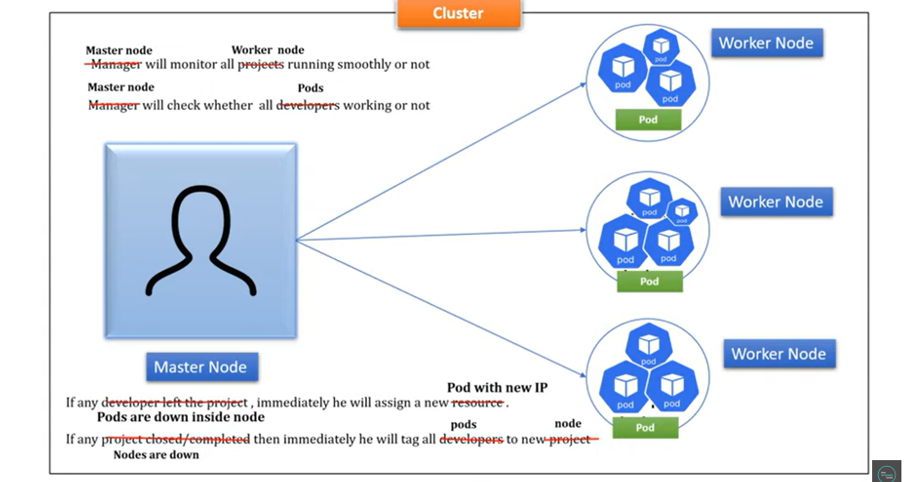 Cluster
Master node Worker node
Manager will monitor all projects running smoothly or not
Master node Pods
Manager will check whether all developers working or not
Worker Node
pod
pod
pod
Pod
Worker Node
pod
pod
pod
pod
Pod
Worker Node
pod
pod
pod
Pod
Master Node
Pod with new IP
If any developer left the project , immediately he will assign a new resource .
Pods are down inside node
pods node
If any project closed/completed then immediately he will tag all developers to new project
Nodes are down